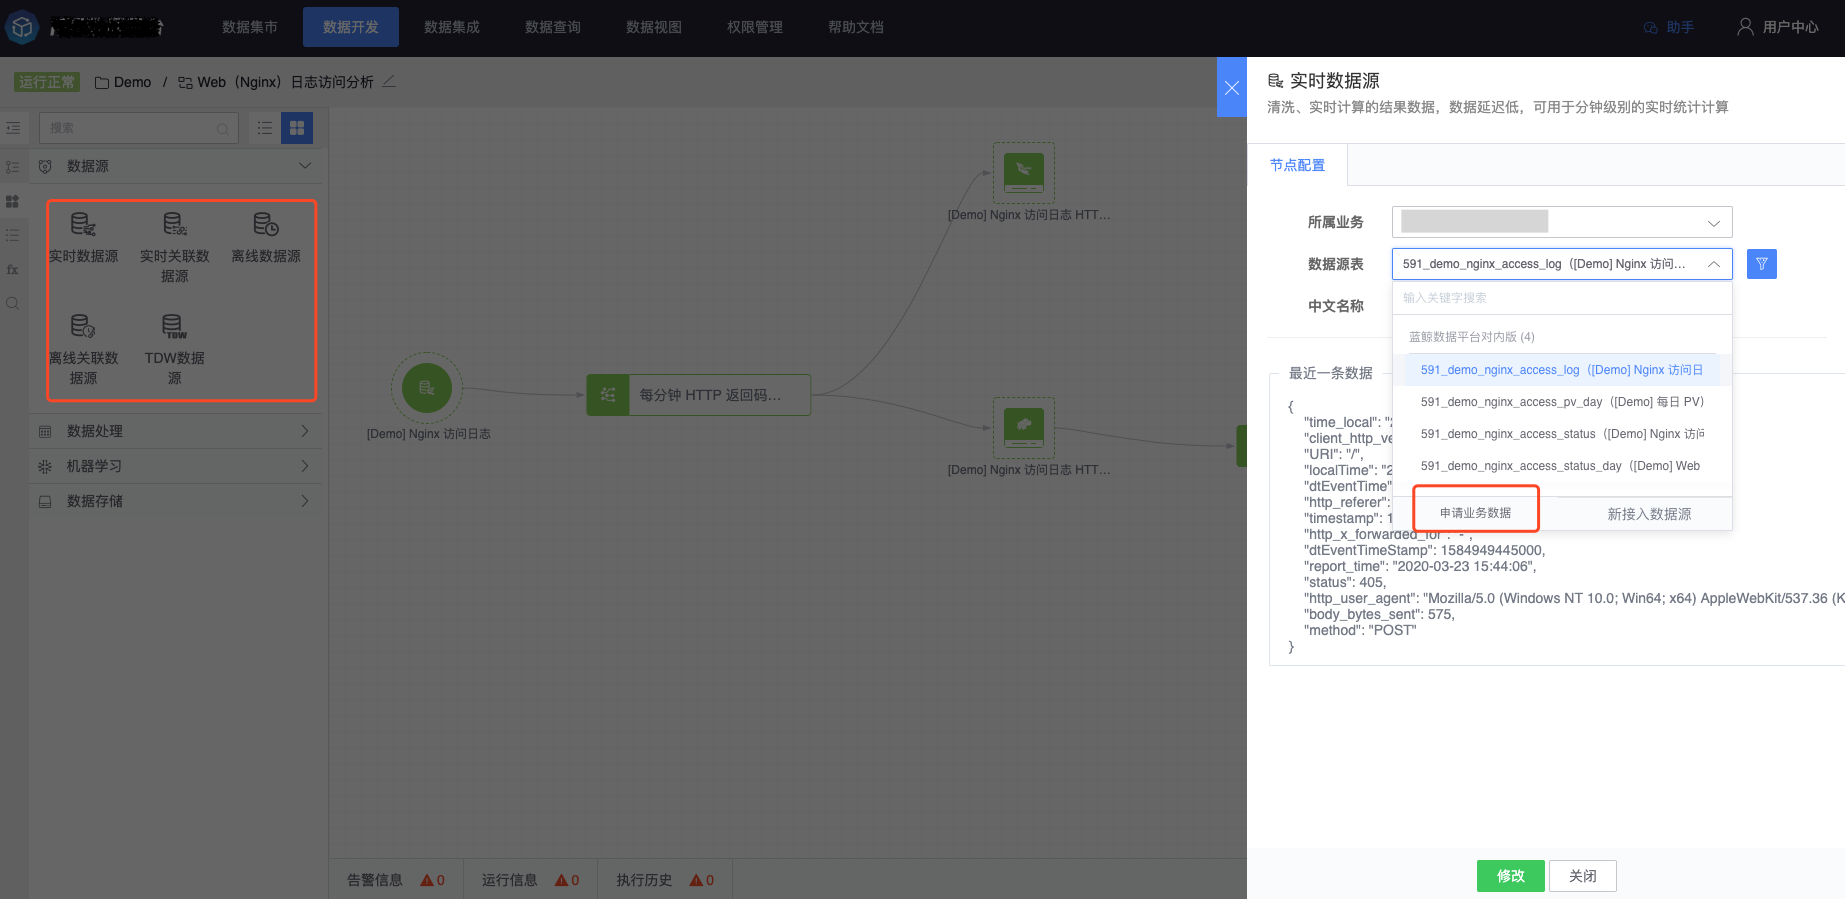 台
数据集市
数据开发
数据集成
数据查询
数据视图
权限管理
帮助文档
助手
用户中心
运行正常
Demo / Web（Nginx）日志访问分析
搜索
数据源
实时数据源
实时关联数
据源
离线数据源
离线关联数
据源
TDW
TDW数据
源
数据处理
机器学习
数据存储
fx
[Demo] Nginx 访问日志
每分钟 HTTP 返回码...
[Demo] Nginx 访问日志 HTT...
[Demo] Nginx 访问日志 HTT...
告警信息 0
运行信息 0
执行历史 0
实时数据源
清洗、实时计算的结果数据，数据延迟低，可用于分钟级别的实时统计计算
节点配置
所属业务
数据源表
591_demo_nginx_access_log（[Demo] Nginx 访问...
中文名称
输入关键字搜索
蓝鲸数据平台对内版 (4)
591_demo_nginx_access_log（[Demo] Nginx 访问日
591_demo_nginx_access_pv_day（[Demo] 每日 PV）
591_demo_nginx_access_status（[Demo] Nginx 访问
591_demo_nginx_access_status_day（[Demo] Web
申请业务数据
新接入数据源
最近一条数据
{
"time_local": "2
"client_http_ve
"URI": "/",
"localTime": "2
"dtEventTime"
"http_referer":
"timestamp": 1
"http_x_forwarded_for": "-",
"dtEventTimeStamp": 1584949445000,
"report_time": "2020-03-23 15:44:06",
"status": 405,
"http_user_agent": "Mozilla/5.0 (Windows NT 10.0; Win64; x64) AppleWebKit/537.36 (K
"body_bytes_sent": 575,
"method": "POST"
}
修改
关闭